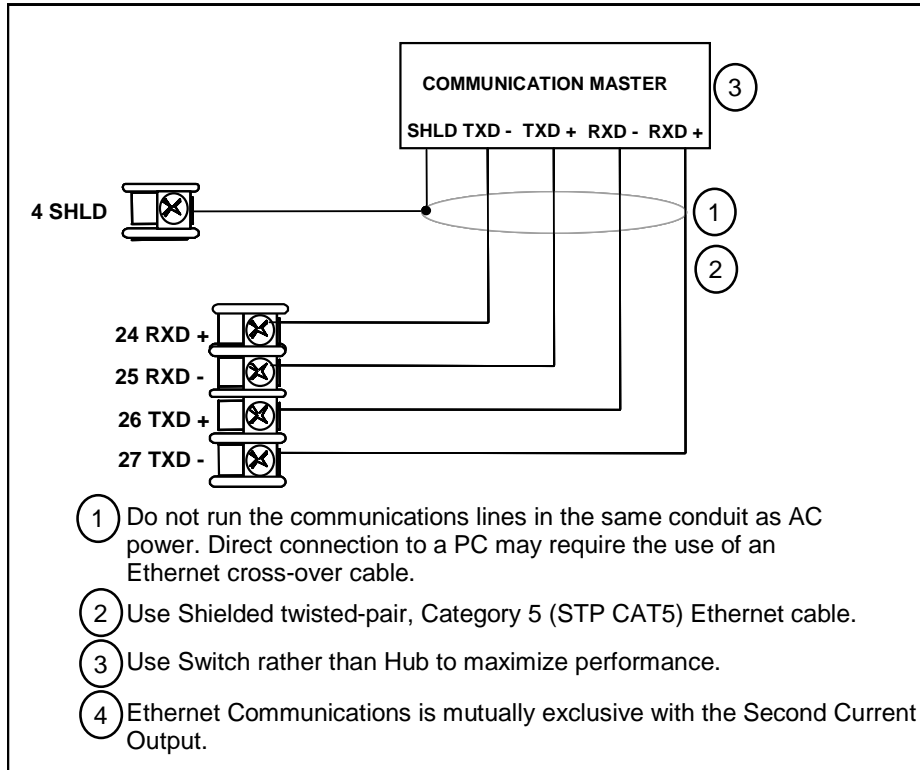 COMMUNICATION MASTER
3
SHLD TXD - TXD + RXD - RXD +
4 SHLD
1
2
24 RXD +
25 RXD -
26 TXD +
27 TXD -
1 Do not run the communications lines in the same conduit as AC
power. Direct connection to a PC may require the use of an
Ethernet cross-over cable.
2 Use Shielded twisted-pair, Category 5 (STP CAT5) Ethernet cable.
3 Use Switch rather than Hub to maximize performance.
4 Ethernet Communications is mutually exclusive with the Second Current
Output.